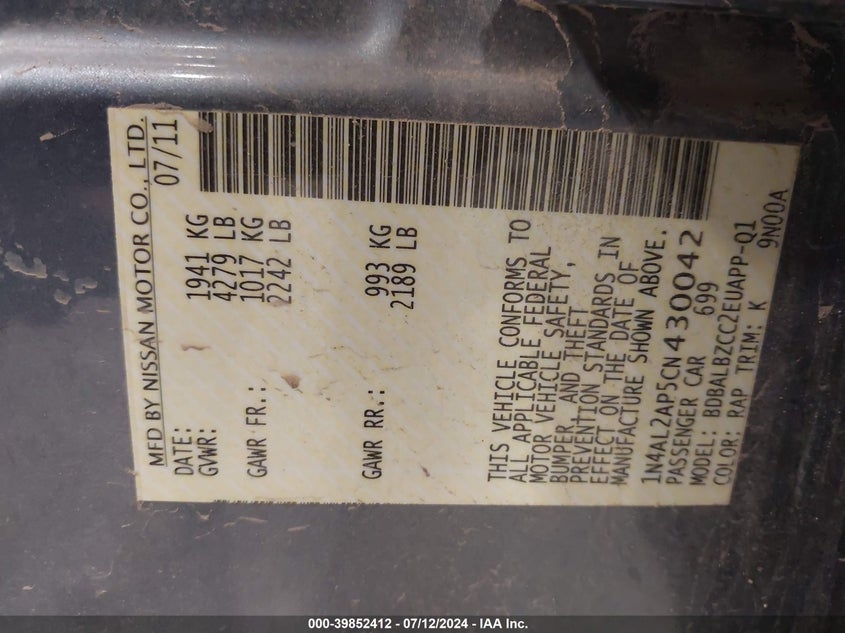 MFD BY NISSAN MOTOR CO., LTD.
DATE: 07/11
GVWR: 1941 KG
4279 LB
GAWR FR.: 1017 KG
2242 LB
GAWR RR.: 993 KG
2189 LB
THIS VEHICLE CONFORMS TO
ALL APPLICABLE FEDERAL
MOTOR VEHICLE SAFETY,
BUMPER, AND THEFT
PREVENTION STANDARDS IN
EFFECT ON THE DATE OF
MANUFACTURE SHOWN ABOVE.
1N4AL2AP5CN430042
PASSENGER CAR 699
MODEL: BDBALBZCC2EUAPP-Q1
COLOR: RAP TRIM: K 9N00A
000-39852412 - 07/12/2024 - IAA Inc.